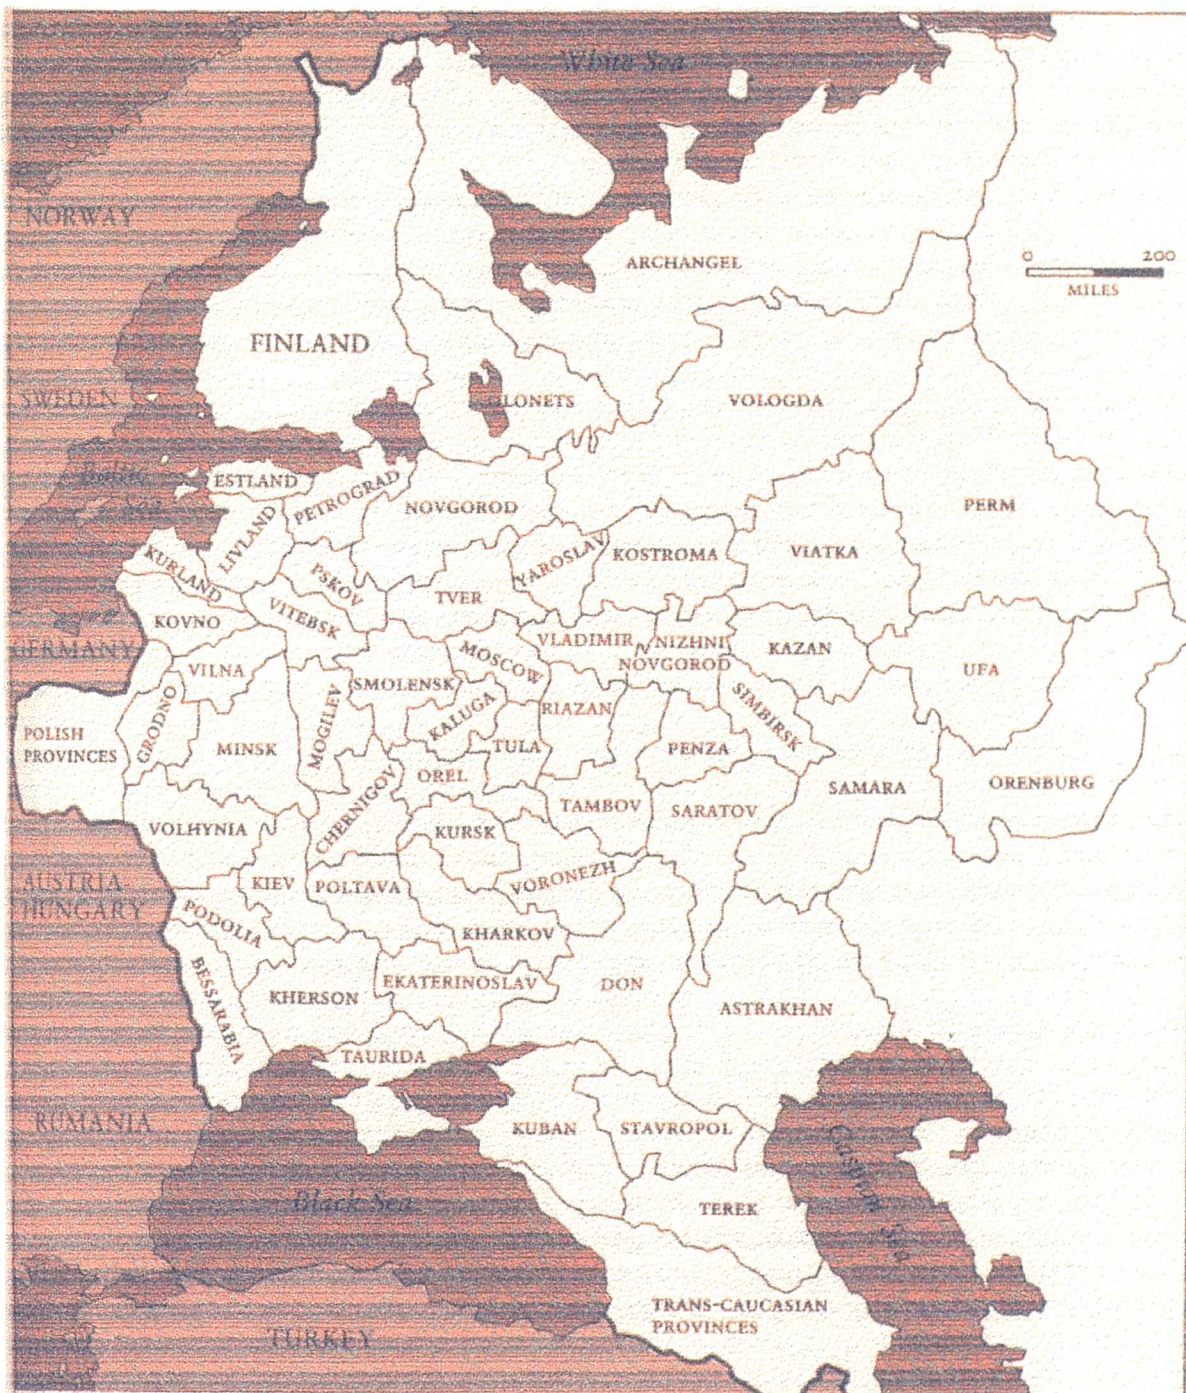 White Sea
NORWAY
ARCHANGEL
0 200
MILES
FINLAND
SWEDEN
OLONETS
VOLOGDA
Baltic
Sea
ESTLAND
PETROGRAD
NOVGOROD
PERM
LIVLAND
YAROSLAV
KOSTROMA
VIATKA
KURLAND
PSKOV
TVER
KOVNO
VITEBSK
GERMANY
VILNA
MOSCOW
VLADIMIR
NIZHNI
NOVGOROD
KAZAN
UFA
SMOLENSK
POLISH
PROVINCES
GRODNO
MINSK
MOGILEV
KALUGA
TULA
RIAZAN
PENZA
SIMBIRSK
OREL
TAMBOV
SARATOV
SAMARA
ORENBURG
VOLHYNIA
CHERNIGOV
KURSK
VORONEZH
AUSTRIA
HUNGARY
KIEV
POLTAVA
PODOLIA
KHARKOV
BESSARABIA
KHERSON
EKATERINOSLAV
DON
ASTRAKHAN
TAURIDA
RUMANIA
KUBAN
STAVROPOL
Caspian Sea
Black Sea
TEREK
TRANS-CAUCASIAN
PROVINCES
TURKEY